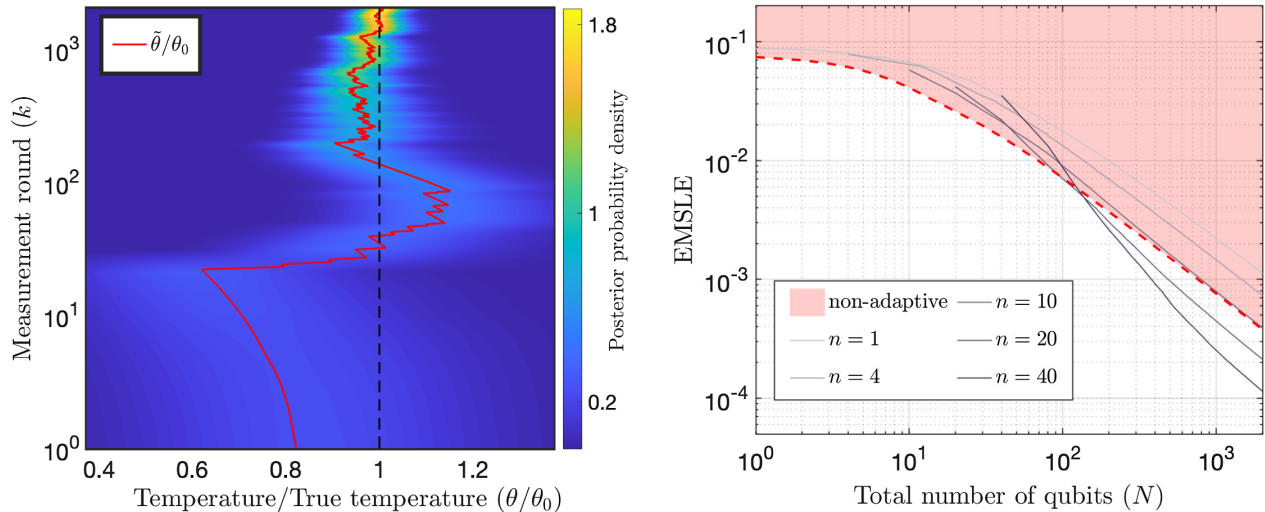 θ̃/θ₀
10³
10²
10¹
10⁰
Measurement round (k)
0.4 0.6 0.8 1 1.2
Temperature/True temperature (θ/θ₀)
1.8
1
0.2
Posterior probability density
10⁻¹
10⁻²
10⁻³
10⁻⁴
EMSLE
non-adaptive
n = 1
n = 4
n = 10
n = 20
n = 40
10⁰ 10¹ 10² 10³
Total number of qubits (N)